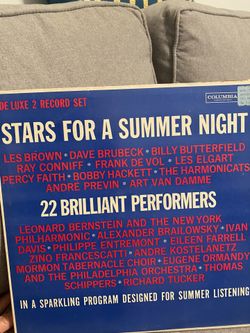 DE LUXE 2 RECORD SET
COLUMBIA
STARS FOR A SUMMER NIGHT
LES BROWN • DAVE BRUBECK • BILLY BUTTERFIELD
RAY CONNIFF • FRANK DE VOL • LES ELGART
PERCY FAITH • BOBBY HACKETT • THE HARMONICATS
ANDRE PREVIN • ART VAN DAMME
22 BRILLIANT PERFORMERS
LEONARD BERNSTEIN AND THE NEW YORK
PHILHARMONIC • ALEXANDER BRAILOWSKY • IVAN
DAVIS • PHILIPPE ENTREMONT • EILEEN FARRELL
ZINO FRANCESCATTI • ANDRE KOSTELANETZ
MORMON TABERNACLE CHOIR • EUGENE ORMANDY
AND THE PHILADELPHIA ORCHESTRA • THOMAS
SCHIPPERS • RICHARD TUCKER
IN A SPARKLING PROGRAM DESIGNED FOR SUMMER LISTENING